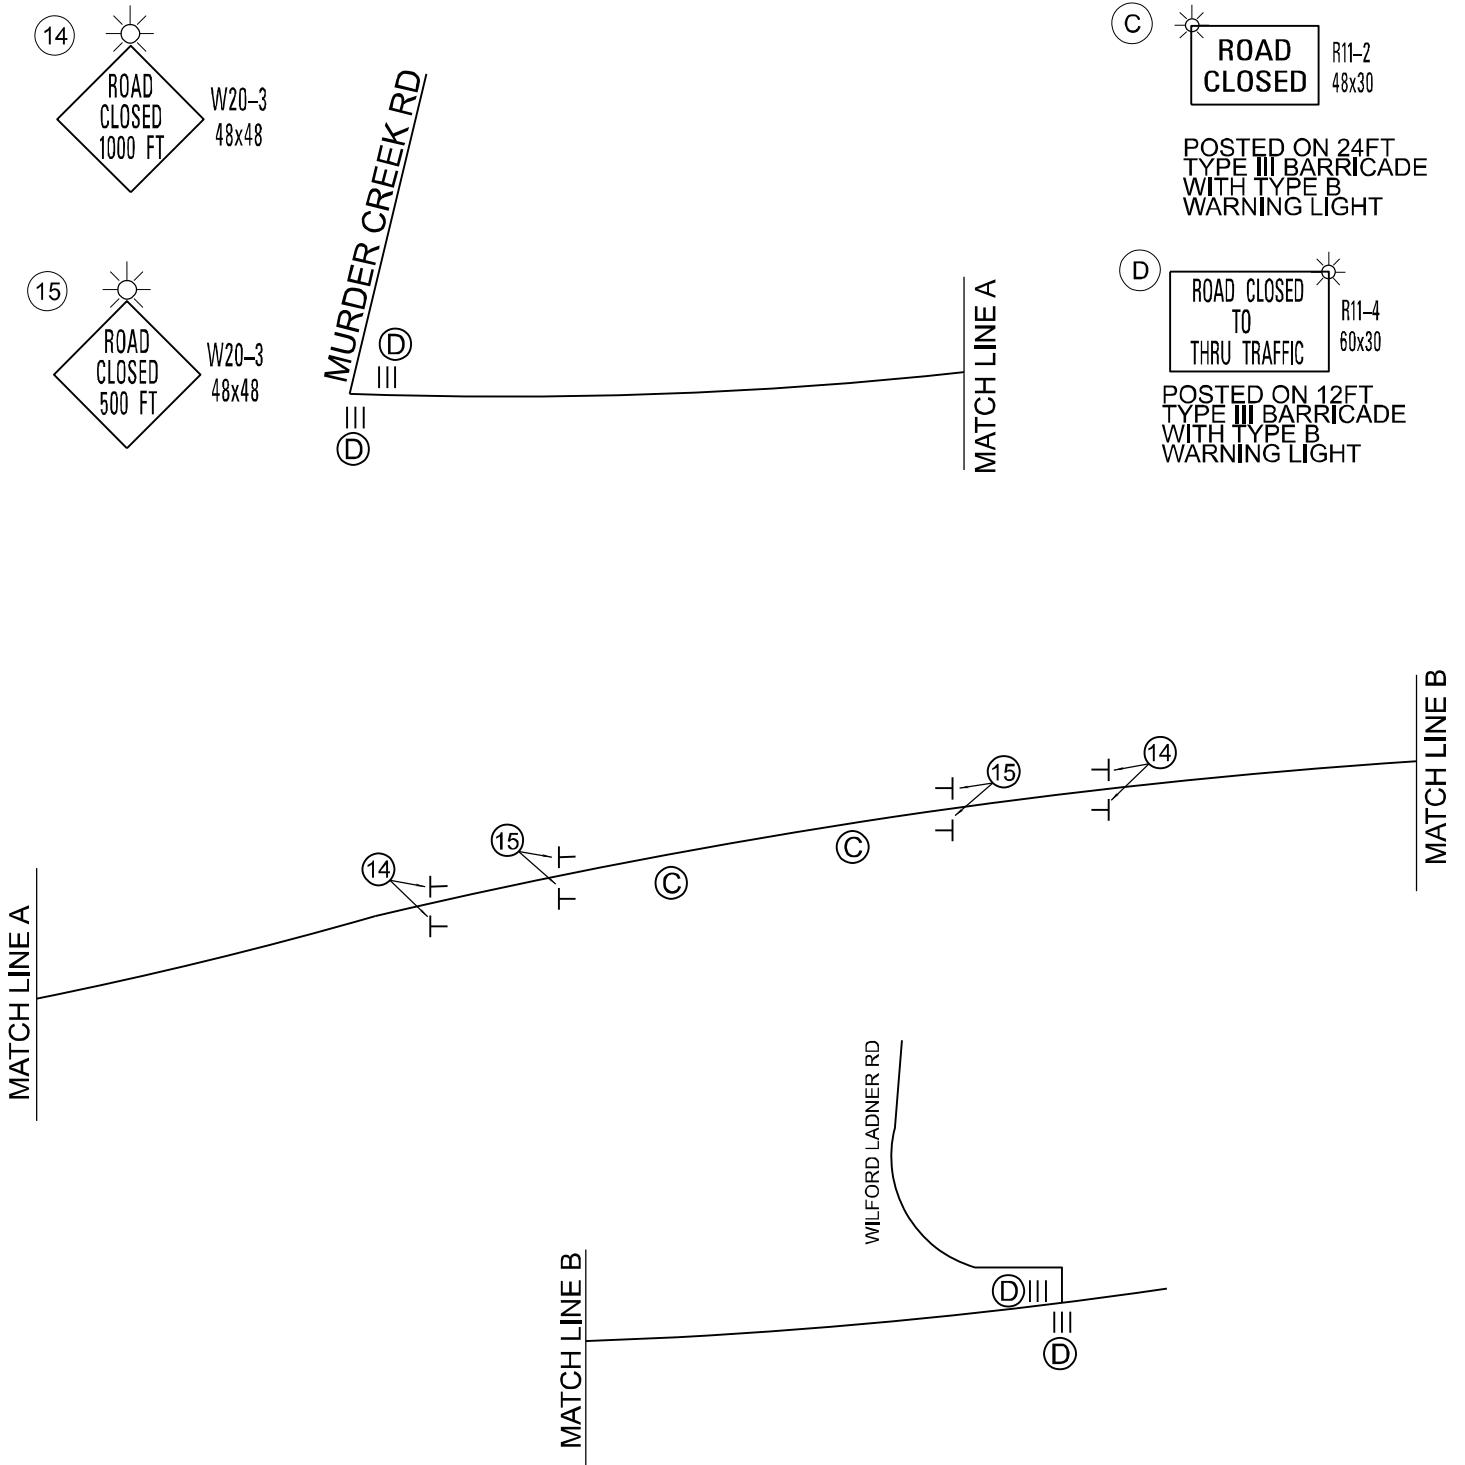 14
ROAD
CLOSED
1000 FT
W20-3
48x48
15
ROAD
CLOSED
500 FT
W20-3
48x48
MURDER CREEK RD
D
D
MATCH LINE A
C
ROAD
CLOSED
R11-2
48x30
POSTED ON 24FT
TYPE III BARRICADE
WITH TYPE B
WARNING LIGHT
D
ROAD CLOSED
TO
THRU TRAFFIC
R11-4
60x30
POSTED ON 12FT
TYPE III BARRICADE
WITH TYPE B
WARNING LIGHT
MATCH LINE A
14
15
C
C
15
14
MATCH LINE B
WILFORD LADNER RD
MATCH LINE B
D
D